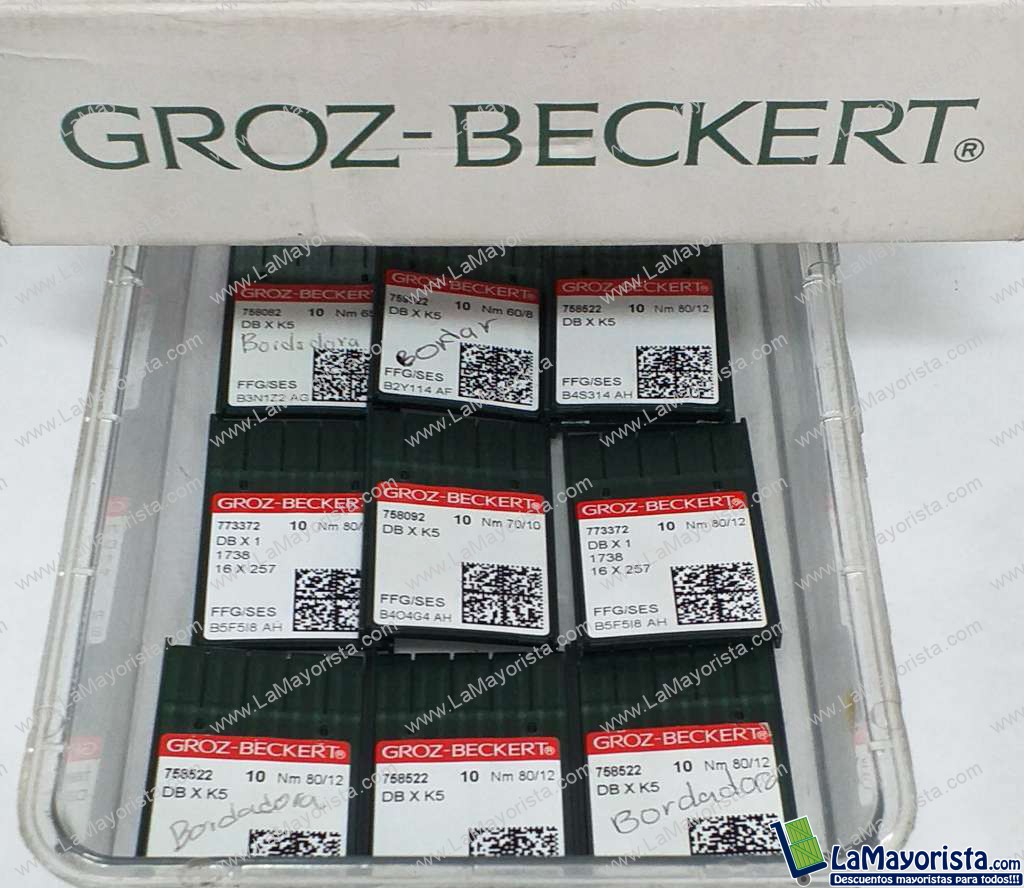 GROZ-BECKERT®
GROZ-BECKERT
758082 10 Nm 65
DB X K5
Bordadora
FFG/SES
B3N1Z2 AG
GROZ-BECKERT®
10 Nm 60/8
DB X K5
Bordar
FFG/SES
B2Y114 AF
GROZ-BECKERT®
758522 10 Nm 80/12
DB X K5
FFG/SES
B4S314 AH
GROZ-BECKERT
773372 10 Nm 80/
DB X 1
1738
16 X 257
FFG/SES
B5F5I8 AH
GROZ-BECKERT®
758092 10 Nm 70/10
DB X K5
FFG/SES
B4O4G4 AH
GROZ-BECKERT®
773372 10 Nm 80/12
DB X 1
1738
16 X 257
FFG/SES
B5F5I8 AH
GROZ-BECKERT®
758522 10 Nm 80/12
DB X K5
Bordadora
GROZ-BECKERT®
758522 10 Nm 80/12
DB X K5
GROZ-BECKERT®
758522 10 Nm 80/12
DB X K5
Bordadora
www.LaMayorista.com
LaMayorista.com
Descuentos mayoristas para todos!!!